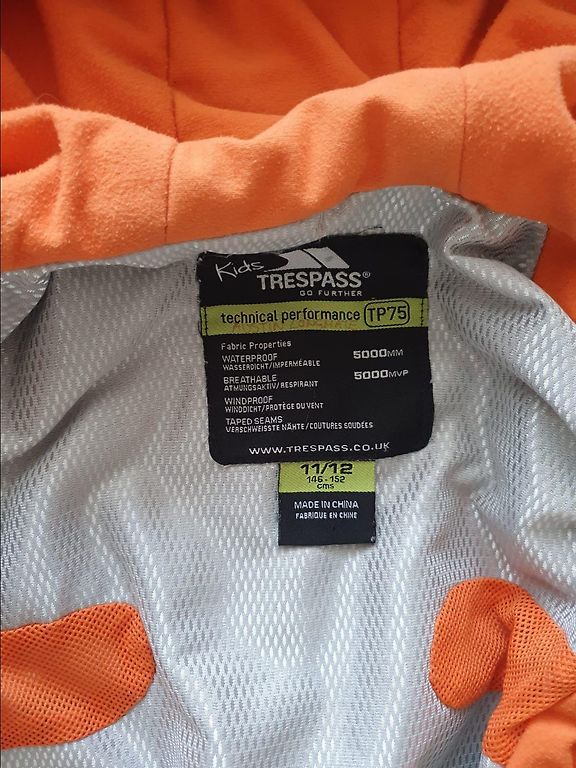 Kids
TRESPASS®
GO FURTHER
technical performance TP75
Fabric Properties
WATERPROOF 5000MM
WASSERDICHT/IMPERMÉABLE
BREATHABLE 5000MVP
ATMUNGSAKTIV/RESPIRANT
WINDPROOF
WINDDICHT/PROTÈGE DU VENT
TAPED SEAMS
VERSCHWEISSTE NÄHTE/COUTURES SOUDÉES
WWW.TRESPASS.CO.UK
11/12
146 - 152
cms
MADE IN CHINA
FABRIQUE EN CHINE